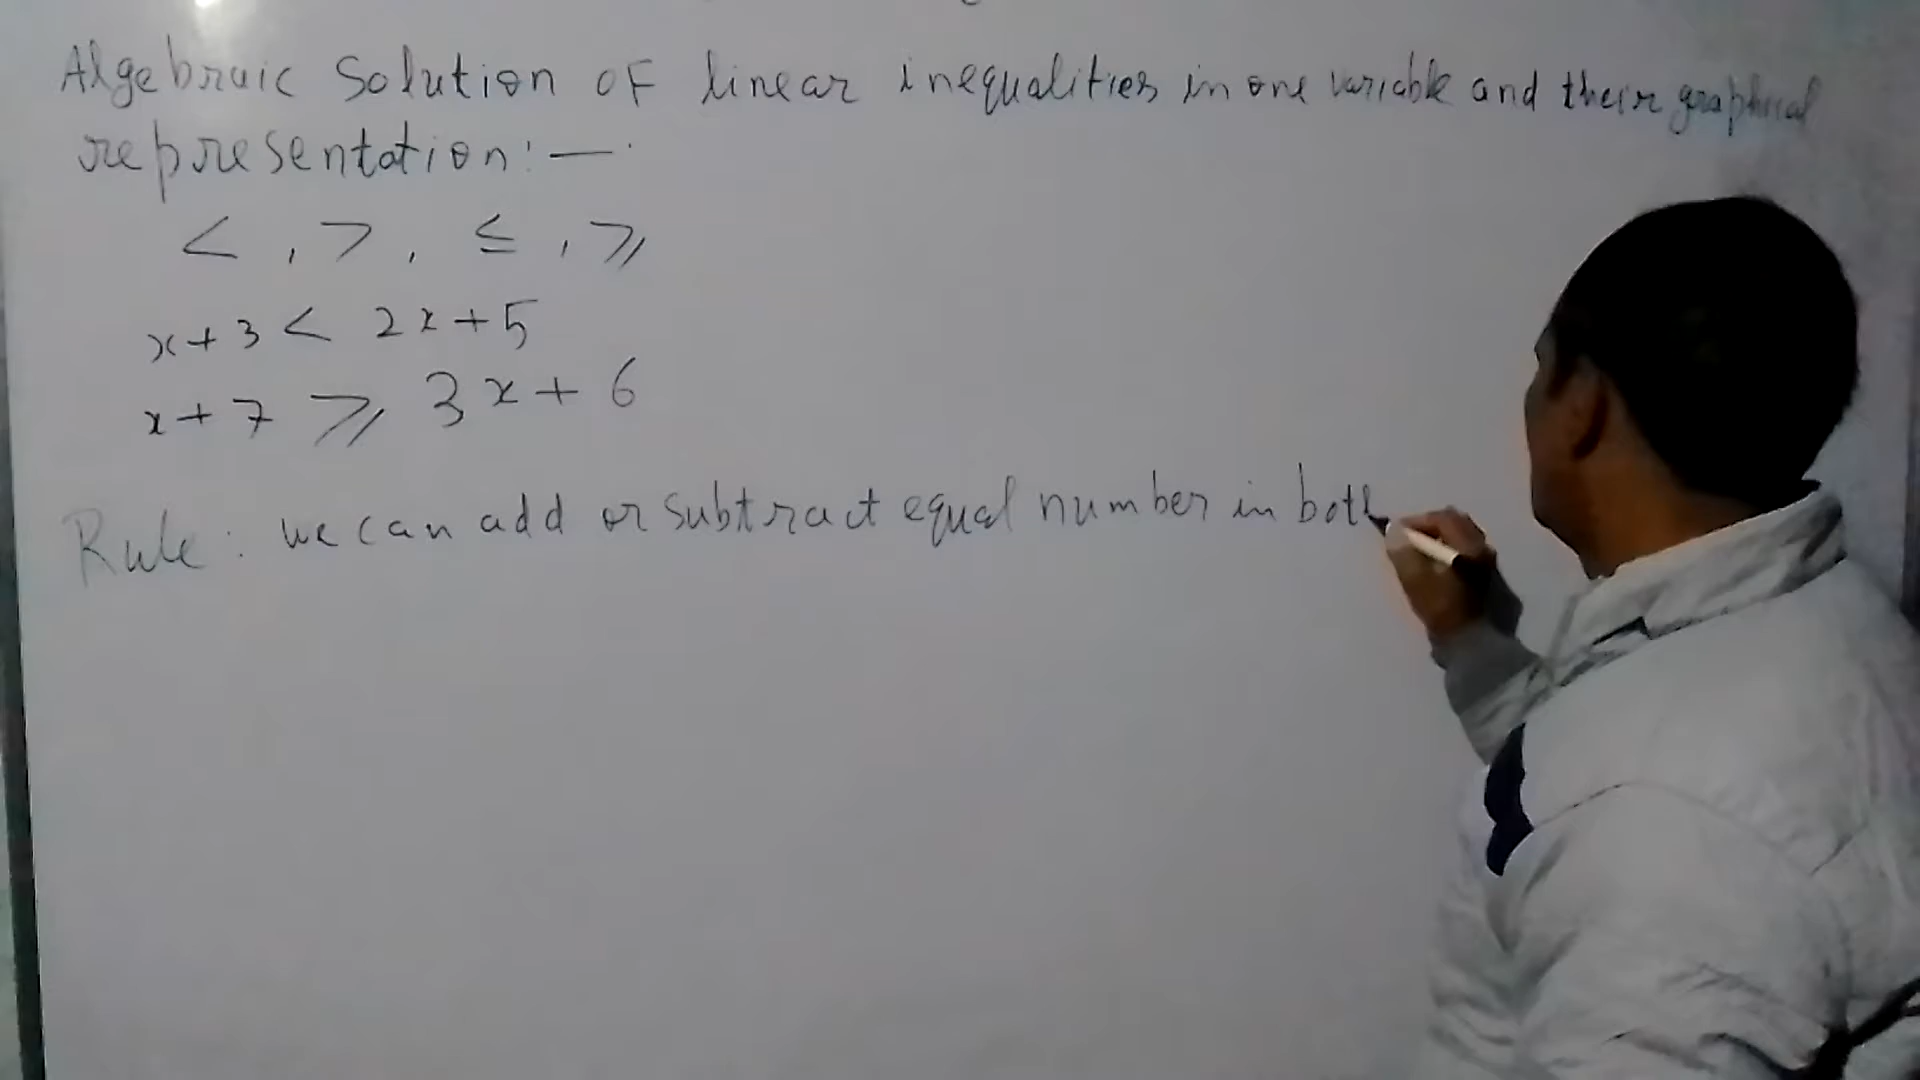 Algebraic Solution OF linear inequalities in one variable and their graphical
representation:—
< , > , ≤ , ≥
x + 3 < 2x + 5
x + 7 ≥ 3x + 6
Rule: we can add or subtract equal number in both